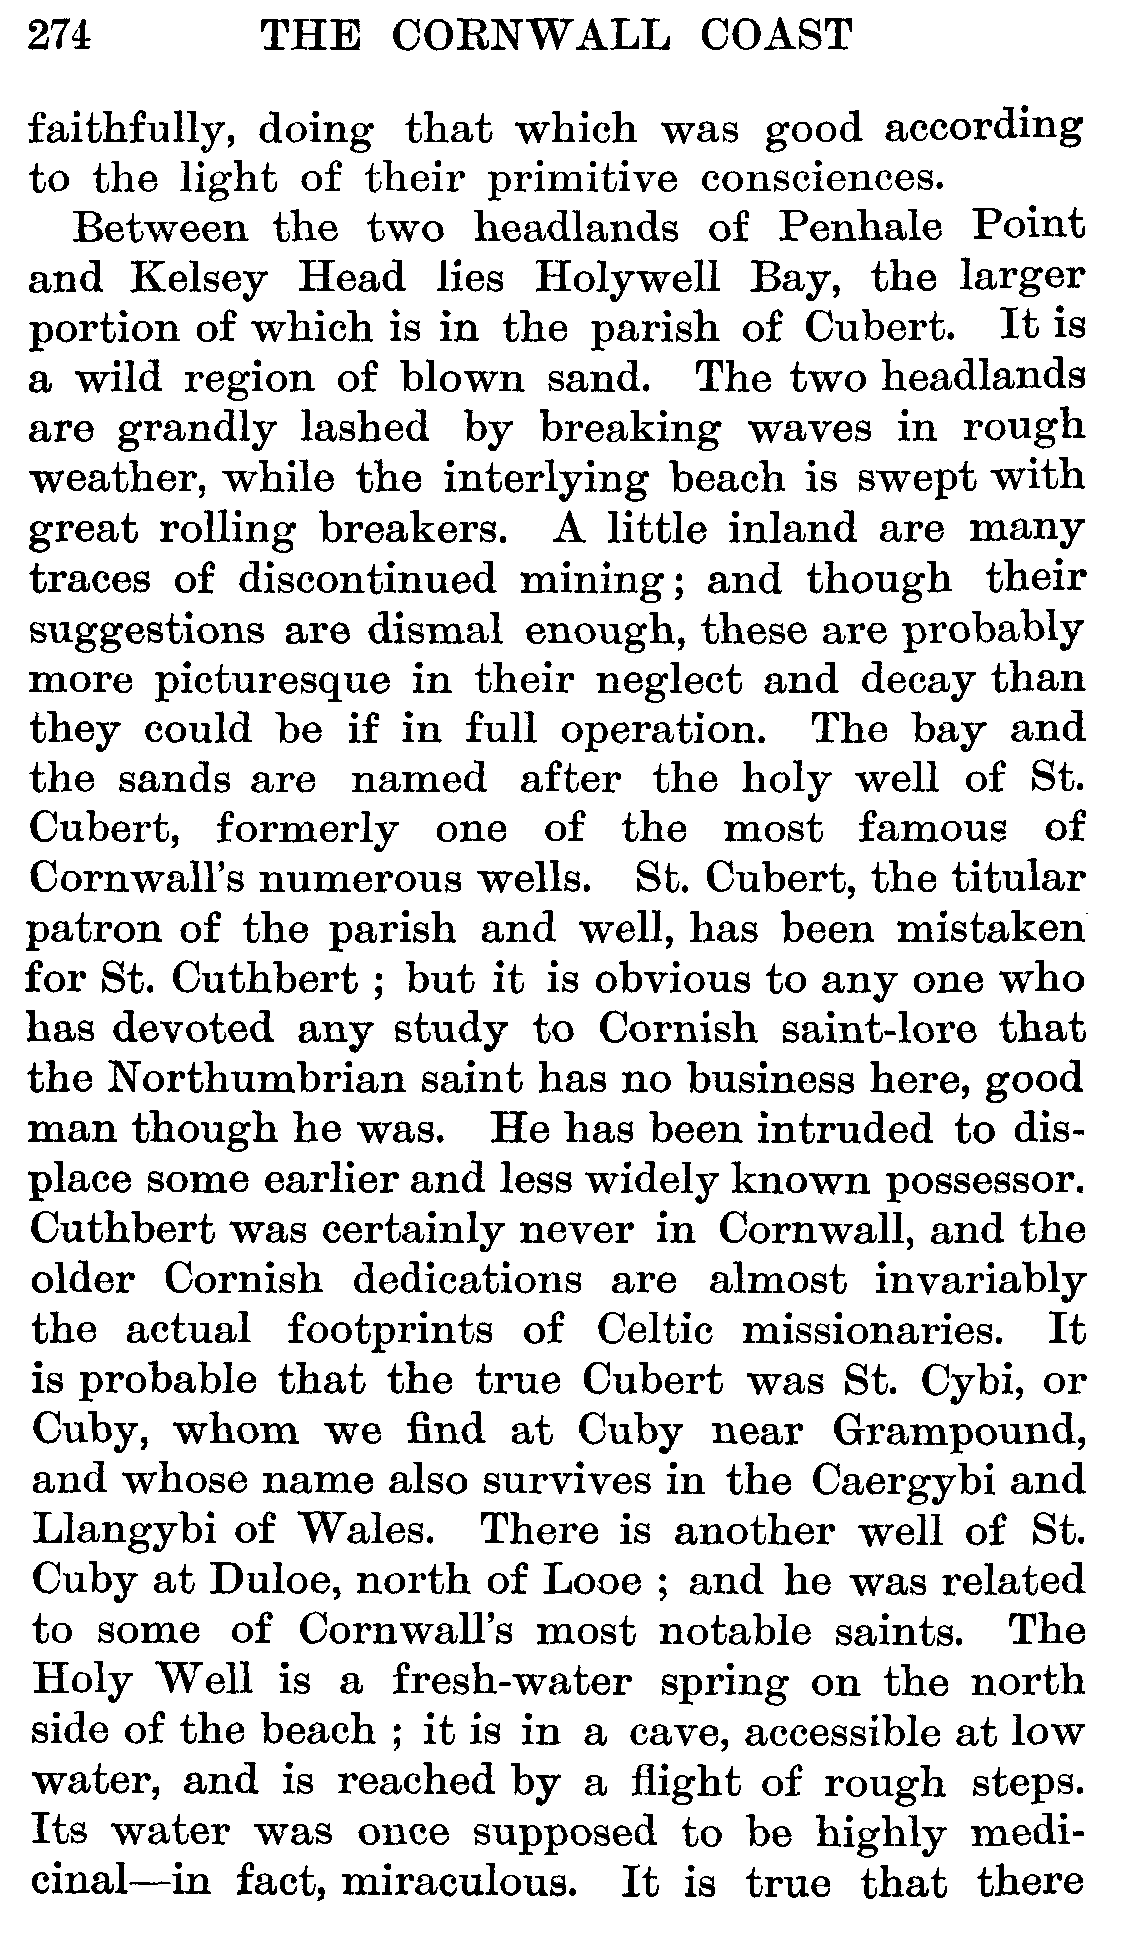 274 THE CORNWALL COAST
faithfully, doing that which was good according
to the light of their primitive consciences.
Between the two headlands of Penhale Point
and Kelsey Head lies Holywell Bay, the larger
portion of which is in the parish of Cubert. It is
a wild region of blown sand. The two headlands
are grandly lashed by breaking waves in rough
weather, while the interlying beach is swept with
great rolling breakers. A little inland are many
traces of discontinued mining; and though their
suggestions are dismal enough, these are probably
more picturesque in their neglect and decay than
they could be if in full operation. The bay and
the sands are named after the holy well of St.
Cubert, formerly one of the most famous of
Cornwall's numerous wells. St. Cubert, the titular
patron of the parish and well, has been mistaken
for St. Cuthbert ; but it is obvious to any one who
has devoted any study to Cornish saint-lore that
the Northumbrian saint has no business here, good
man though he was. He has been intruded to dis-
place some earlier and less widely known possessor.
Cuthbert was certainly never in Cornwall, and the
older Cornish dedications are almost invariably
the actual footprints of Celtic missionaries. It
is probable that the true Cubert was St. Cybi, or
Cuby, whom we find at Cuby near Grampound,
and whose name also survives in the Caergybi and
Llangybi of Wales. There is another well of St.
Cuby at Duloe, north of Looe ; and he was related
to some of Cornwall's most notable saints. The
Holy Well is a fresh-water spring on the north
side of the beach ; it is in a cave, accessible at low
water, and is reached by a flight of rough steps.
Its water was once supposed to be highly medi-
cinal—in fact, miraculous. It is true that there